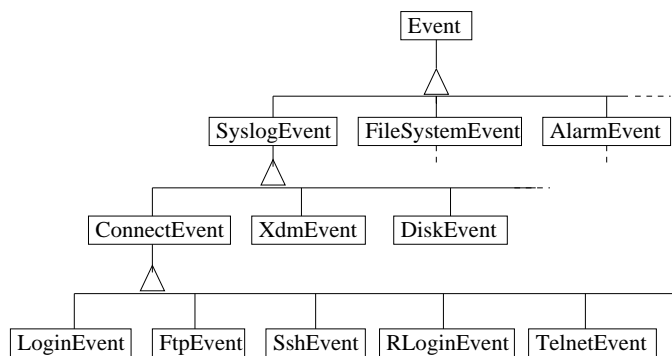 Event
SyslogEvent FileSystemEvent AlarmEvent
ConnectEvent XdmEvent DiskEvent
LoginEvent FtpEvent SshEvent RLoginEvent TelnetEvent